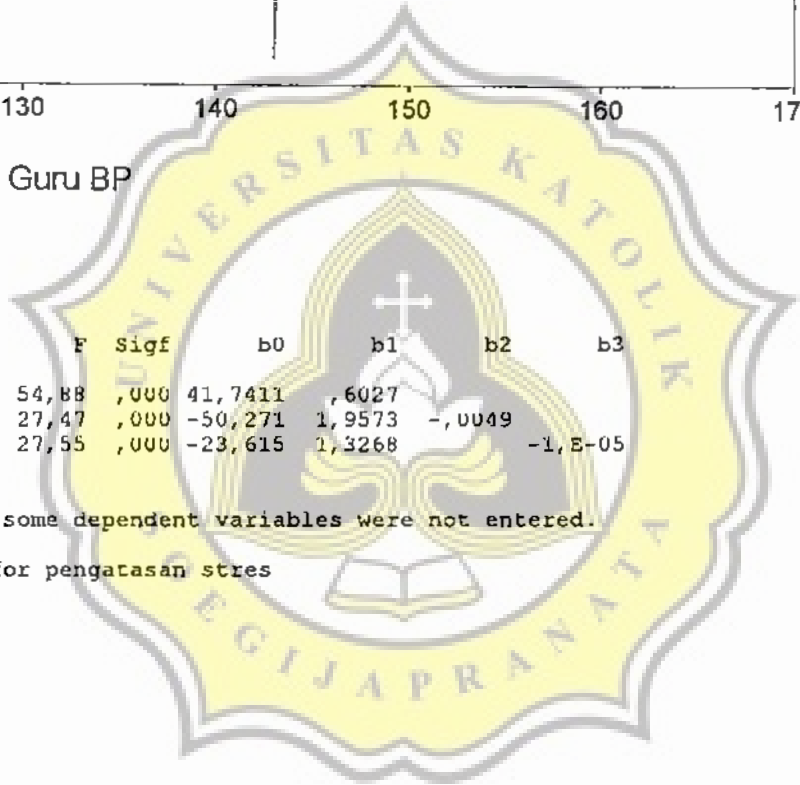 130 140 150 160 17
Guru BP
UNIVERSITAS KATOLIK
F Sigf b0 b1 b2 b3
54,88 ,000 41,7411 ,6027
27,47 ,000 -50,271 1,9573 -,0049
27,55 ,000 -23,615 1,3268 -1,E-05
some dependent variables were not entered.
for pengatasan stres
SOEGIJAPRANATA